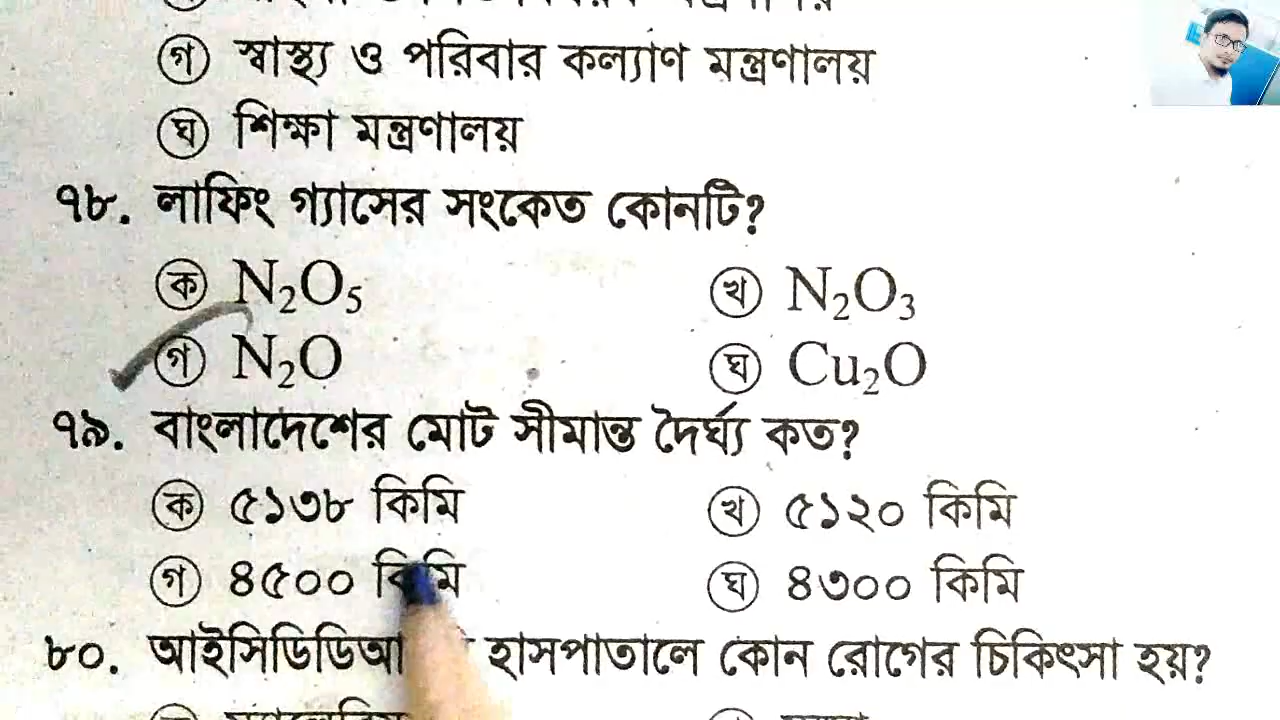 গ স্বাস্থ্য ও পরিবার কল্যাণ মন্ত্রণালয়
ঘ শিক্ষা মন্ত্রণালয়
৭৮. লাফিং গ্যাসের সংকেত কোনটি?
ক N₂O₅ খ N₂O₃
গ N₂O ঘ Cu₂O
৭৯. বাংলাদেশের মোট সীমান্ত দৈর্ঘ্য কত?
ক ৫১৩৮ কিমি খ ৫১২০ কিমি
গ ৪৫০০ কিমি ঘ ৪৩০০ কিমি
৮০. হাসপাতালে কোন রোগের চিকিৎসা হয়?